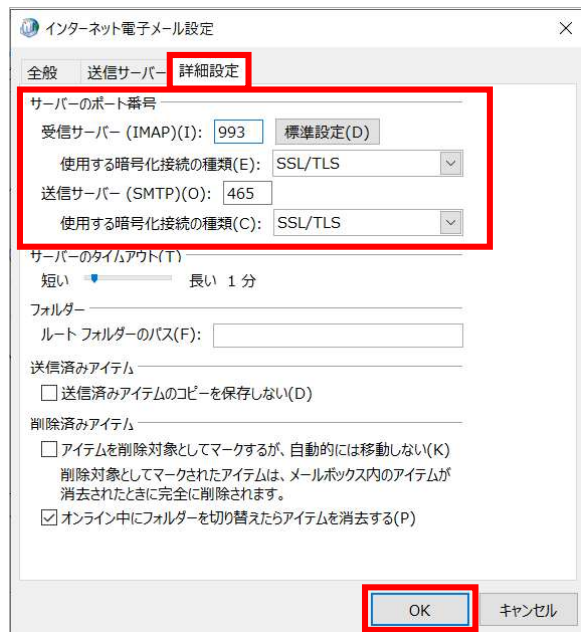 インターネット電子メール設定
全般 送信サーバー 詳細設定
サーバーのポート番号
受信サーバー (IMAP)(I): 993 標準設定(D)
使用する暗号化接続の種類(E): SSL/TLS
送信サーバー (SMTP)(O): 465
使用する暗号化接続の種類(C): SSL/TLS
サーバーのタイムアウト(T)
短い 長い 1 分
フォルダー
ルート フォルダーのパス(F):
送信済みアイテム
送信済みアイテムのコピーを保存しない(D)
削除済みアイテム
アイテムを削除対象としてマークするが、自動的には移動しない(K)
削除対象としてマークされたアイテムは、メールボックス内のアイテムが
消去されたときに完全に削除されます。
オンライン中にフォルダーを切り替えたらアイテムを消去する(P)
OK キャンセル